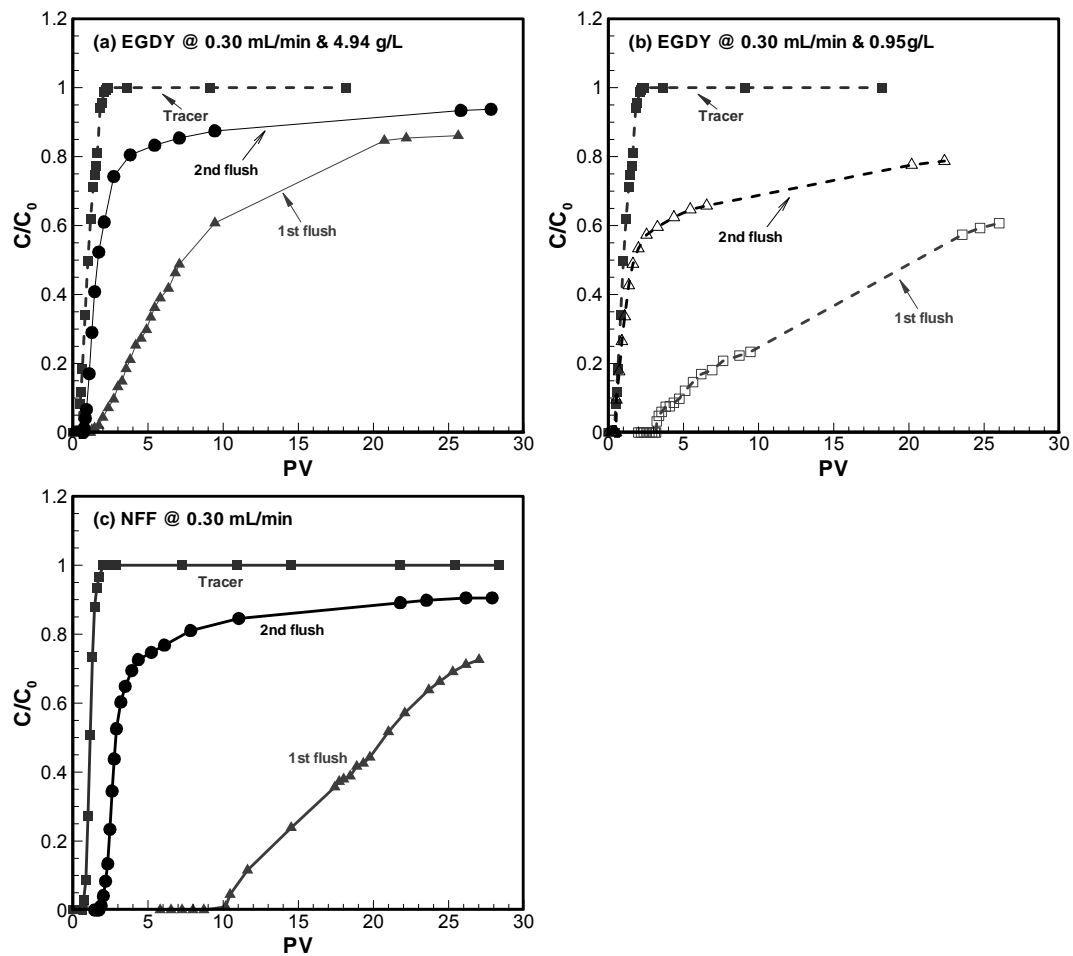 (a) EGDY @ 0.30 mL/min & 4.94 g/L
C/C0
1.2
1
0.8
0.6
0.4
0.2
0
Tracer
2nd flush
1st flush
0 5 10 15 20 25 30
PV
(b) EGDY @ 0.30 mL/min & 0.95g/L
C/C0
1.2
1
0.8
0.6
0.4
0.2
0
Tracer
2nd flush
1st flush
0 5 10 15 20 25 30
PV
(c) NFF @ 0.30 mL/min
C/C0
1.2
1
0.8
0.6
0.4
0.2
0
Tracer
2nd flush
1st flush
0 5 10 15 20 25 30
PV